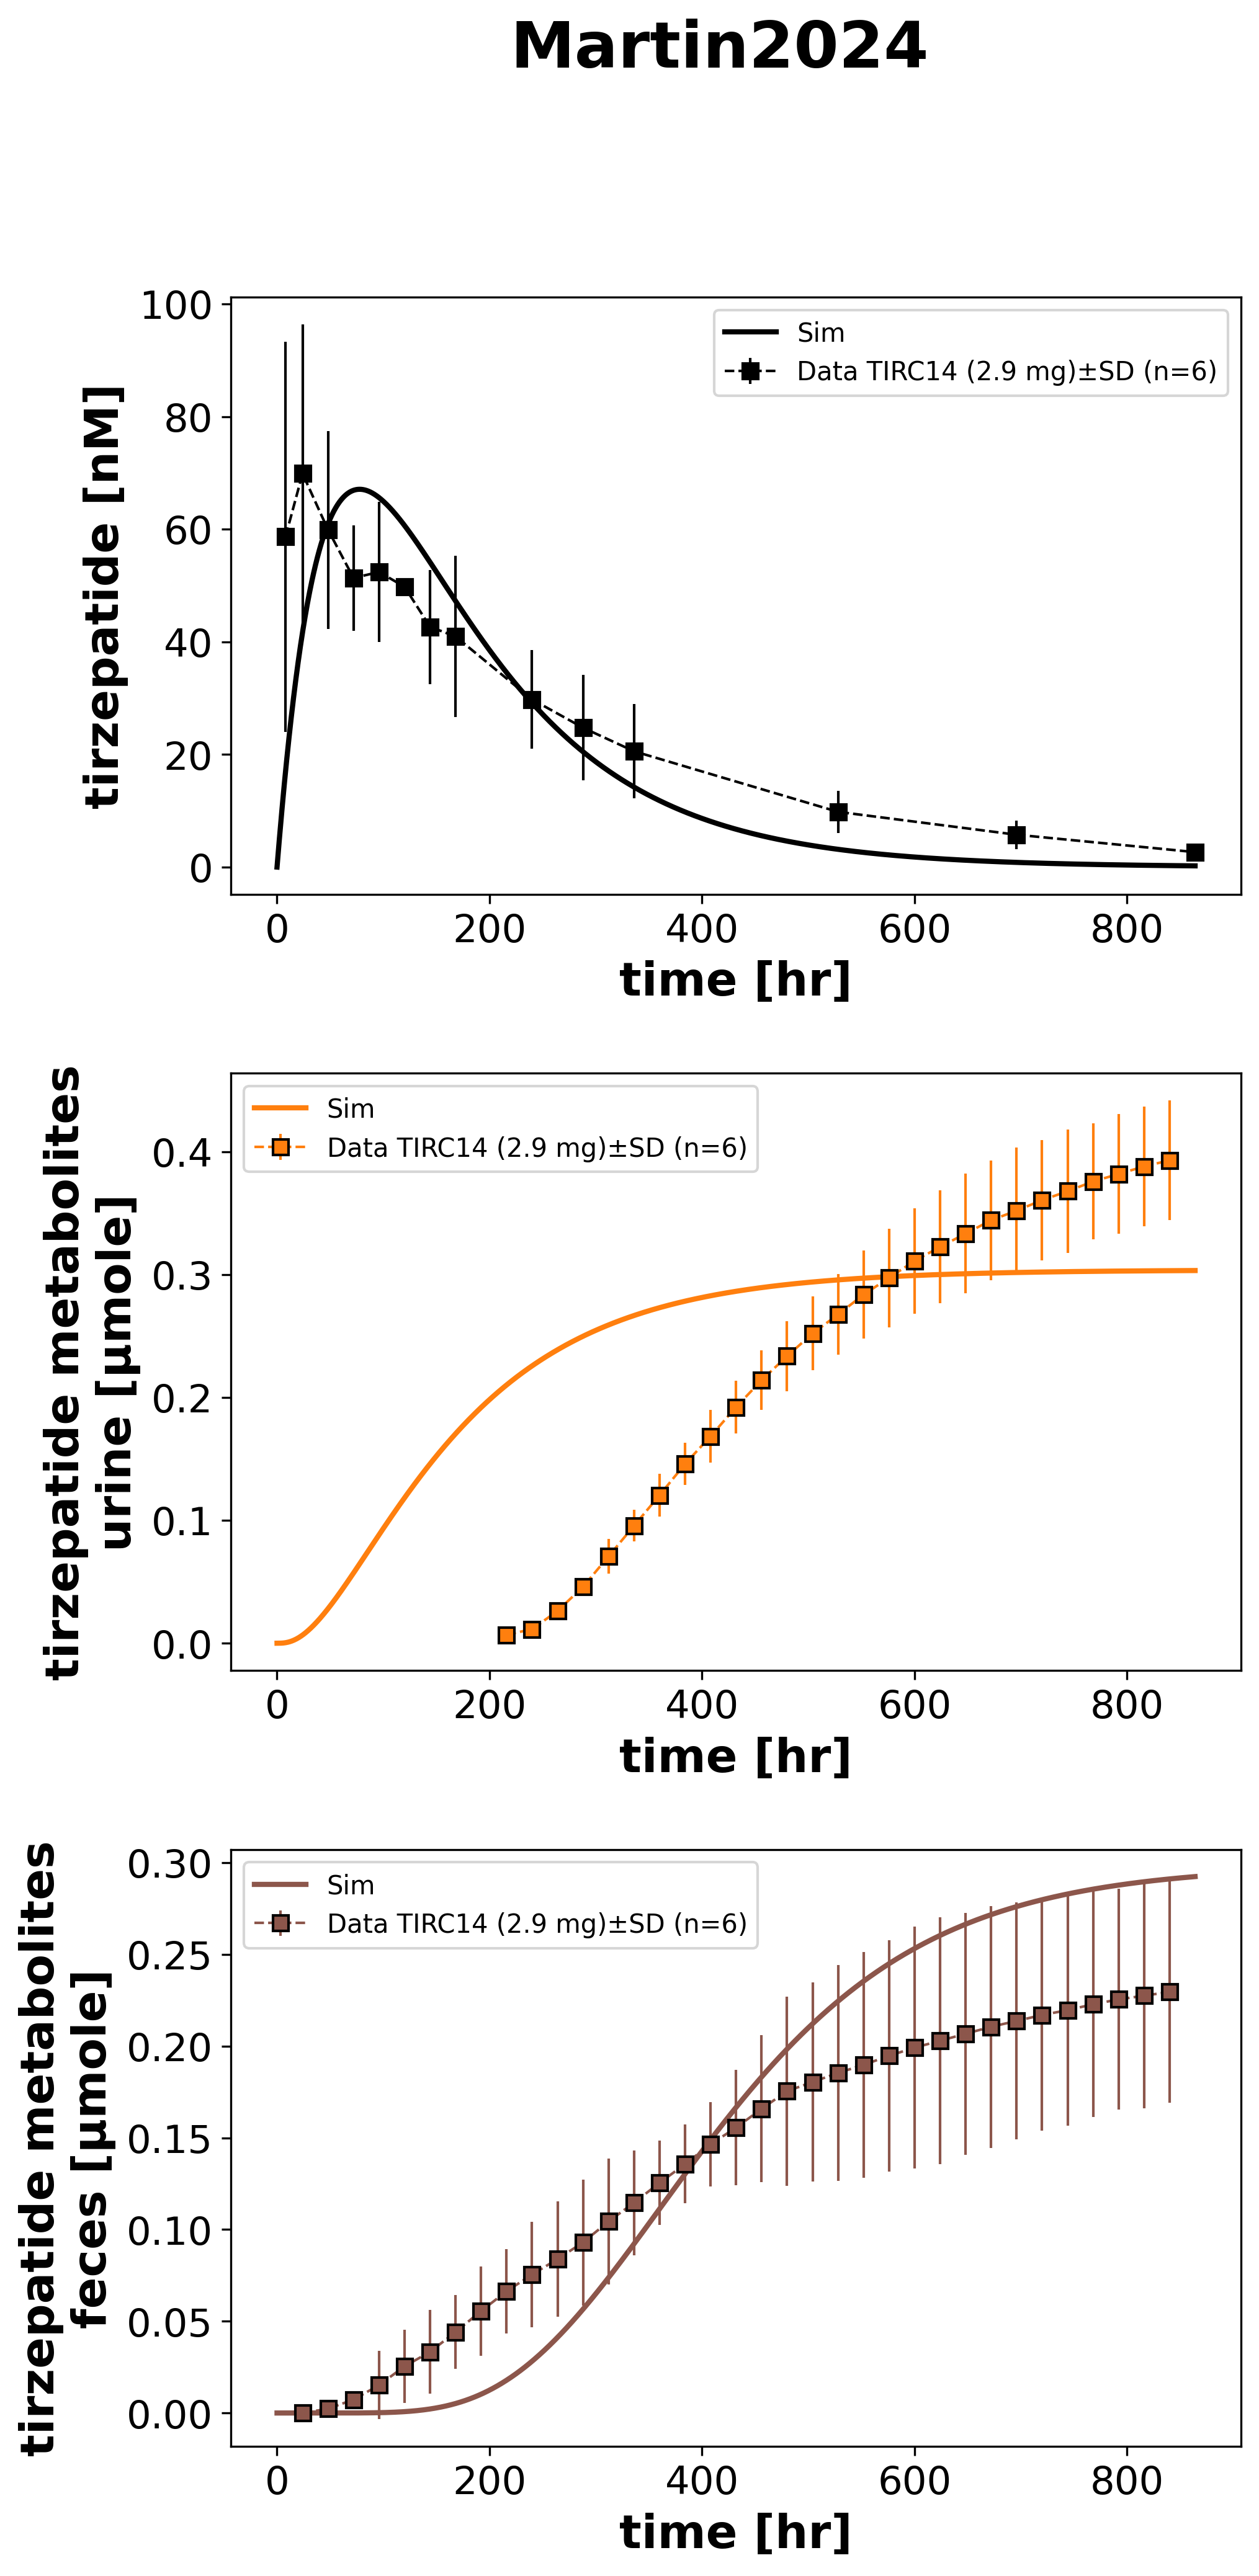 Martin2024
tirzepatide [nM]
100
80
60
40
20
0
Sim
Data TIRC14 (2.9 mg)±SD (n=6)
0 200 400 600 800
time [hr]
tirzepatide metabolites
urine [µmole]
0.4
0.3
0.2
0.1
0.0
Sim
Data TIRC14 (2.9 mg)±SD (n=6)
0 200 400 600 800
time [hr]
tirzepatide metabolites
feces [µmole]
0.30
0.25
0.20
0.15
0.10
0.05
0.00
Sim
Data TIRC14 (2.9 mg)±SD (n=6)
0 200 400 600 800
time [hr]